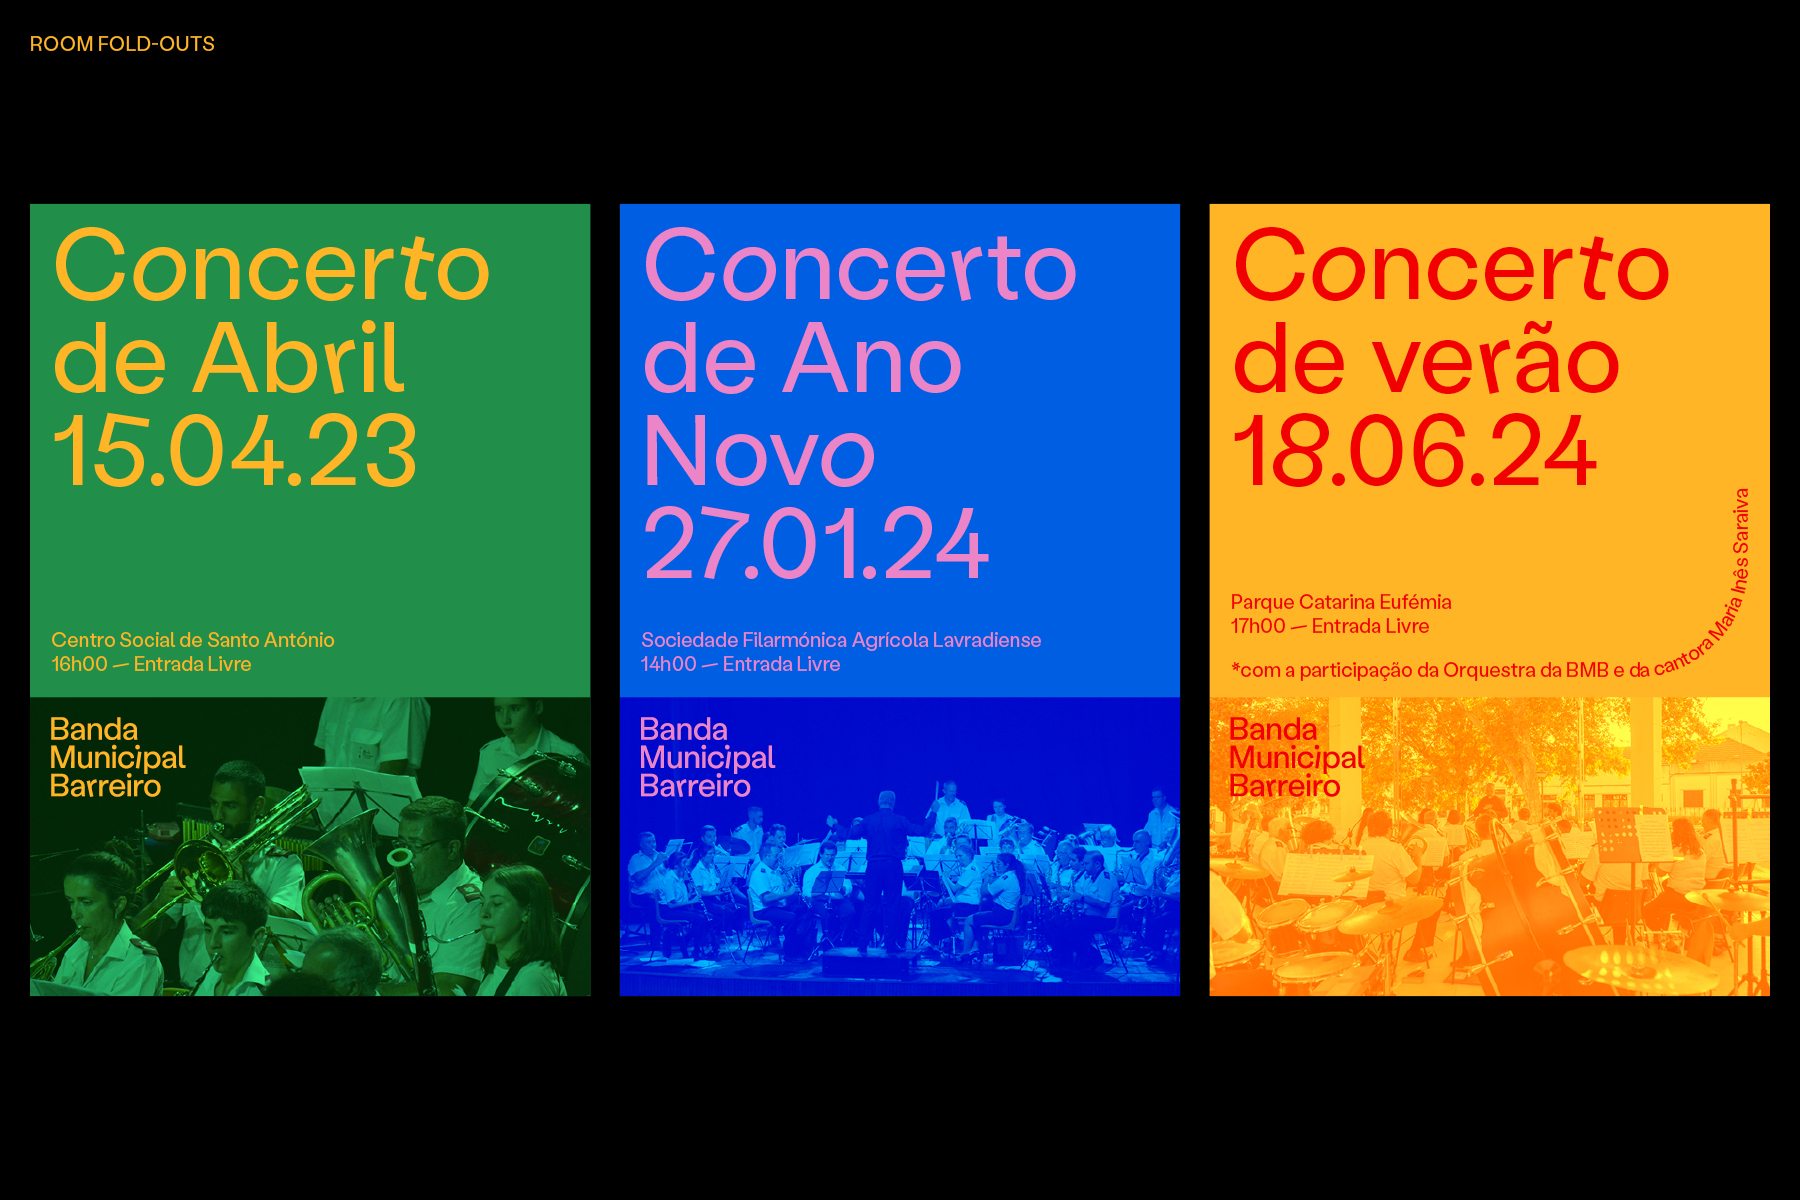 ROOM FOLD-OUTS
Concerto
de Abril
15.04.23
Centro Social de Santo António
16h00 — Entrada Livre
Banda
Municipal
Barreiro
Concerto
de Ano
Novo
27.01.24
Sociedade Filarmónica Agrícola Lavradiense
14h00 — Entrada Livre
Banda
Municipal
Barreiro
Concerto
de verão
18.06.24
Parque Catarina Eufémia
17h00 — Entrada Livre
*com a participação da Orquestra da BMB e da cantora Maria Inês Saraiva
Banda
Municipal
Barreiro